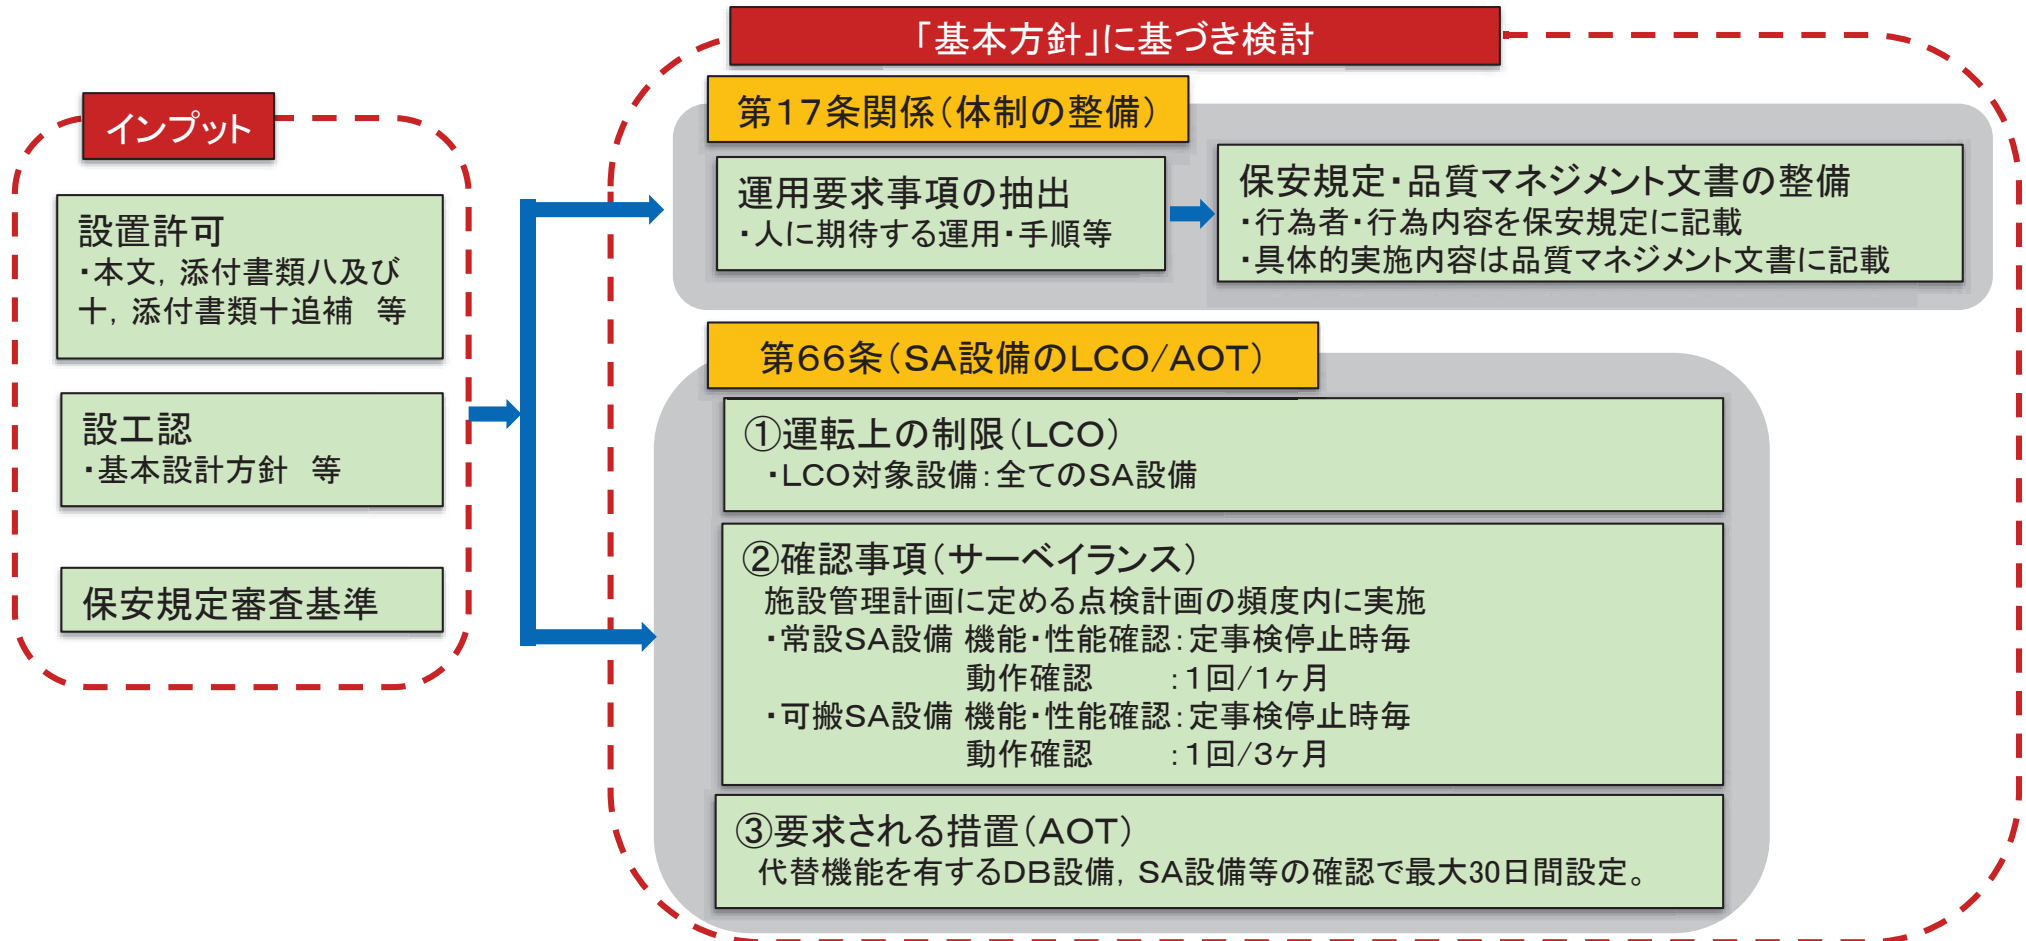 「基本方針」に基づき検討
インプット
設置許可
・本文，添付書類八及び
十，添付書類十追補　等
設工認
・基本設計方針　等
保安規定審査基準
第１７条関係（体制の整備）
運用要求事項の抽出
・人に期待する運用・手順等
保安規定・品質マネジメント文書の整備
・行為者・行為内容を保安規定に記載
・具体的実施内容は品質マネジメント文書に記載
第６６条（ＳＡ設備のＬＣＯ/ＡＯＴ）
①運転上の制限（ＬＣＯ）
・ＬＣＯ対象設備：全てのＳＡ設備
②確認事項（サーベイランス）
施設管理計画に定める点検計画の頻度内に実施
・常設ＳＡ設備 機能・性能確認：定事検停止時毎
動作確認　　：１回/１ヶ月
・可搬ＳＡ設備 機能・性能確認：定事検停止時毎
動作確認　　：１回/３ヶ月
③要求される措置（ＡＯＴ）
代替機能を有するＤＢ設備，ＳＡ設備等の確認で最大30日間設定。